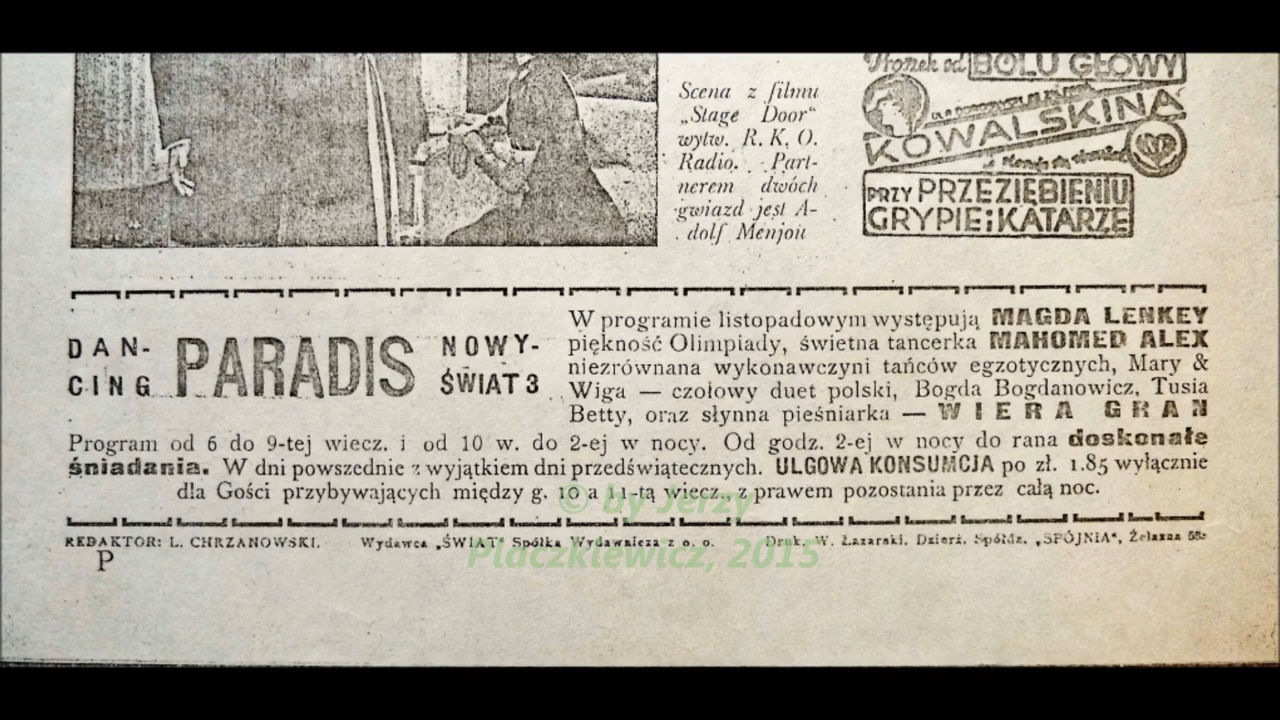 Scena z filmu
„Stage Door“
wytw. R. K. O.
Radio. Part-
nerem dwóch
gwiazd jest A-
dolf Menjou
od BÓLU GŁOWY
KOWALSKINA
PRZY PRZEZIĘBIENIU
GRYPIE i KATARZE
DAN-
CING
PARADIS
NOWY-
ŚWIAT 3
W programie listopadowym występują MAGDA LENKEY
piękność Olimpiady, świetna tancerka MAHOMED ALEX
niezrównana wykonawczyni tańców egzotycznych, Mary &
Wiga — czołowy duet polski, Bogda Bogdanowicz, Tusia
Betty, oraz słynna pieśniarka — WIERA GRAN
Program od 6 do 9-tej wiecz. i od 10 w. do 2-ej w nocy. Od godz. 2-ej w nocy do rana doskonałe
śniadania. W dni powszednie z wyjątkiem dni przedświątecznych. ULGOWA KONSUMCJA po zł. 1.85 wyłącznie
dla Gości przybywających między g. 10 a 11-tą wiecz., z prawem pozostania przez całą noc.
REDAKTOR: L. CHRZANOWSKI. Wydawca „ŚWIAT“ Spółka Wydawnicza z o. o. Druk. W. Łazarski. Dzierż. Spółdz. „SPÓJNIA“, Żelazna
P
© by Jerzy
Placzkiewicz, 2015